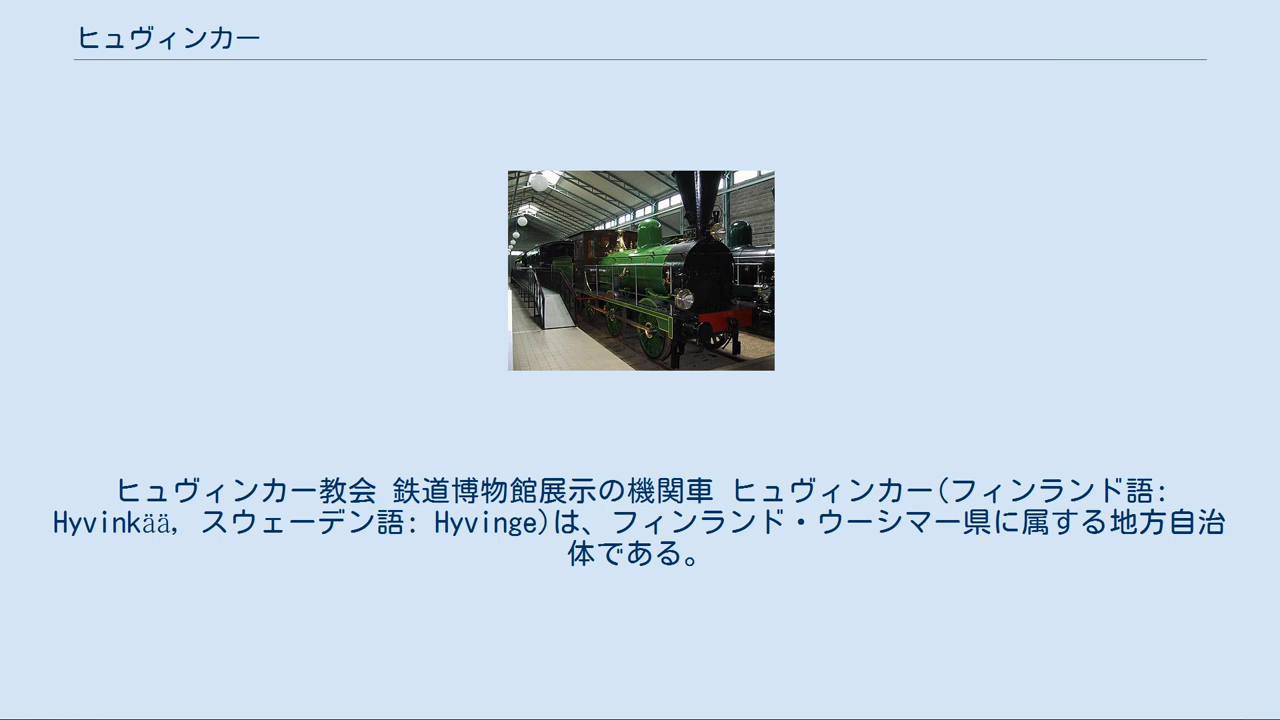 ヒュヴィンカー
ヒュヴィンカー教会 鉄道博物館展示の機関車 ヒュヴィンカー(フィンランド語:
Hyvinkää, スウェーデン語: Hyvinge)は、フィンランド・ウーシマー県に属する地方自治
体である。